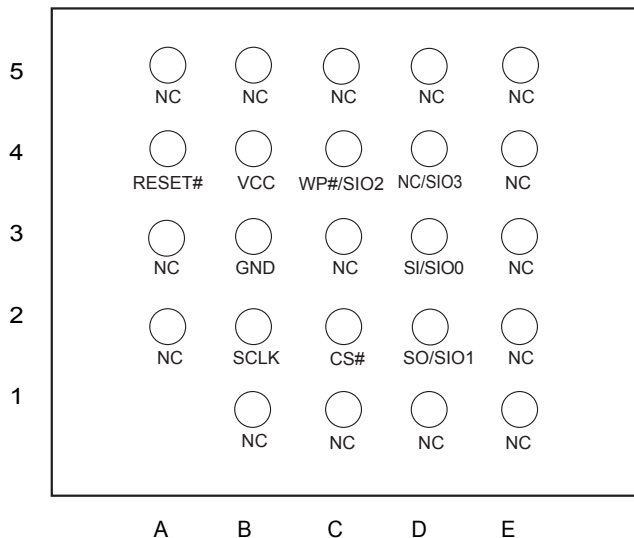 5
NC NC NC NC NC
4
RESET# VCC WP#/SIO2 NC/SIO3 NC
3
NC GND NC SI/SIO0 NC
2
NC SCLK CS# SO/SIO1 NC
1
NC NC NC NC
A B C D E